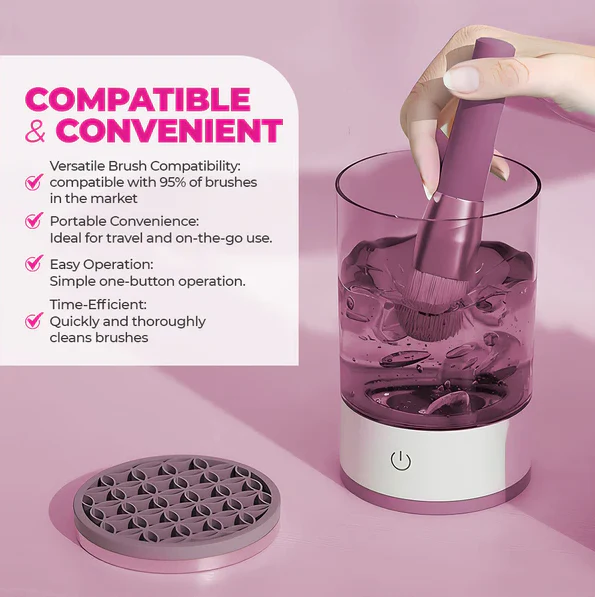 COMPATIBLE
& CONVENIENT
Versatile Brush Compatibility:
compatible with 95% of brushes
in the market
Portable Convenience:
Ideal for travel and on-the-go use.
Easy Operation:
Simple one-button operation.
Time-Efficient:
Quickly and thoroughly
cleans brushes